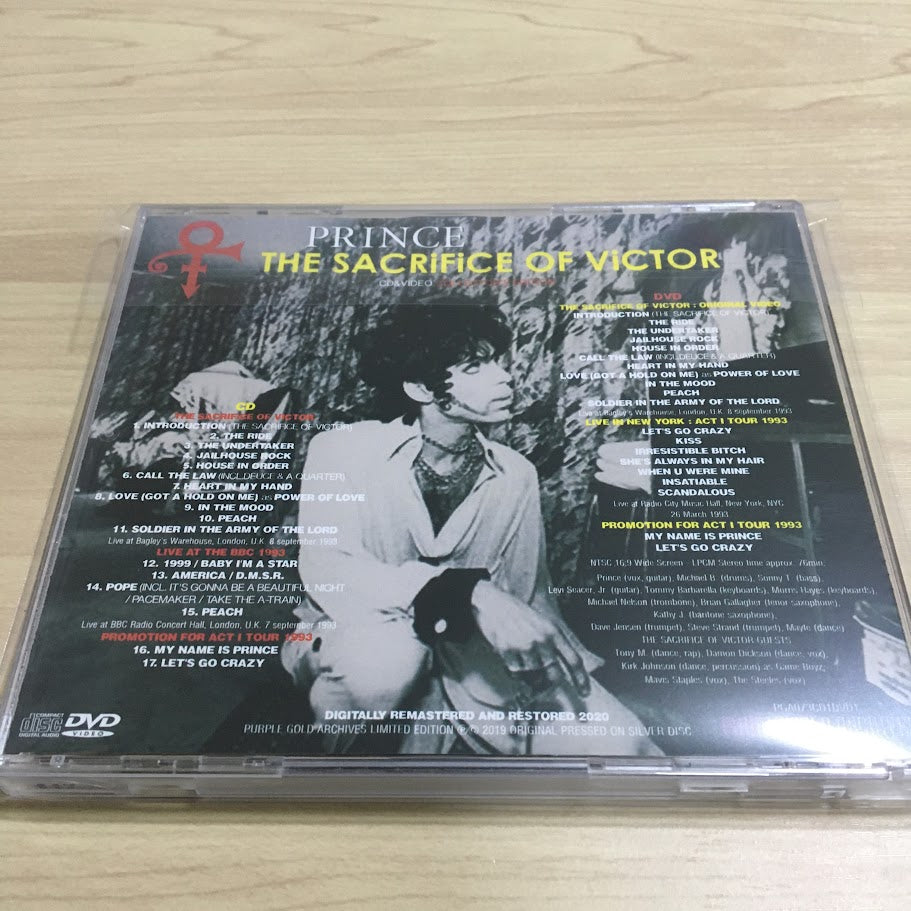 PRINCE
THE SACRiFiCE OF ViCTOR
CD&VIDEO
CD
THE SACRIFISE OF VICTOR
1. INTRODUCTION (THE SACRIFICE OF VICTOR)
2. THE RIDE
3. THE UNDERTAKER
4. JAILHOUSE ROCK
5. HOUSE IN ORDER
6. CALL THE LAW (INCL.DEUCE & A QUARTER)
7. HEART IN MY HAND
8. LOVE (GOT A HOLD ON ME) as POWER OF LOVE
9. IN THE MOOD
10. PEACH
11. SOLDIER IN THE ARMY OF THE LORD
Live at Bagley's Warehouse, London, U.K. 8 september 1993
LIVE AT THE BBC 1993
12. 1999 / BABY I'M A STAR
13. AMERICA / D.M.S.R.
14. POPE (INCL. IT'S GONNA BE A BEAUTIFUL NIGHT
/ PACEMAKER / TAKE THE A-TRAIN)
15. PEACH
Live at BBC Radio Concert Hall, London, U.K. 7 september 1993
PROMOTION FOR ACT I TOUR 1993
16. MY NAME IS PRINCE
17. LET'S GO CRAZY
DVD
THE SACRIFICE OF VICTOR : ORIGINAL VIDEO
INTRODUCTION (THE SACRIFICE OF VICTOR)
THE RIDE
THE UNDERTAKER
JAILHOUSE ROCK
HOUSE IN ORDER
CALL THE LAW (INCL.DEUCE & A QUARTER)
HEART IN MY HAND
LOVE (GOT A HOLD ON ME) as POWER OF LOVE
IN THE MOOD
PEACH
SOLDIER IN THE ARMY OF THE LORD
Live at Bagley's Warehouse, London, U.K. 8 september 1993
LIVE IN NEW YORK : ACT I TOUR 1993
LET'S GO CRAZY
KISS
IRRESISTIBLE BITCH
SHE'S ALWAYS IN MY HAIR
WHEN U WERE MINE
INSATIABLE
SCANDALOUS
Live at Radio City Music Hall, New York, NYC
26 March 1993
PROMOTION FOR ACT I TOUR 1993
MY NAME IS PRINCE
LET'S GO CRAZY
NTSC 16:9 Wide Screen LPCM Stereo time approx. 76min.
Prince (vox, guitar), Michael B (drums), Sonny T. (bass),
Levi Seacer, Jr (guitar), Tommy Barbarella (keyboards), Morris Hayes (keyboards),
Michael Nelson (trombone), Brian Gallagher (tenor saxophone),
Kathy J. (baritone saxophone),
Dave Jensen (trumpet), Steve Strand (trumpet), Mayte (dance)
THE SACRIFICE OF VICTOR GUESTS
Tony M. (dance, rap), Damon Dickson (dance, vox),
Kirk Johnson (dance, percussion) as Game Boyz,
Mavis Staples (vox), The Steeles (vox)
COMPACT
DISC
DIGITAL AUDIO
DVD
VIDEO
DIGITALLY REMASTERED AND RESTORED 2020
PURPLE GOLD ARCHIVES LIMITED EDITION ℗ © 2019 ORIGINAL PRESSED ON SILVER DISC